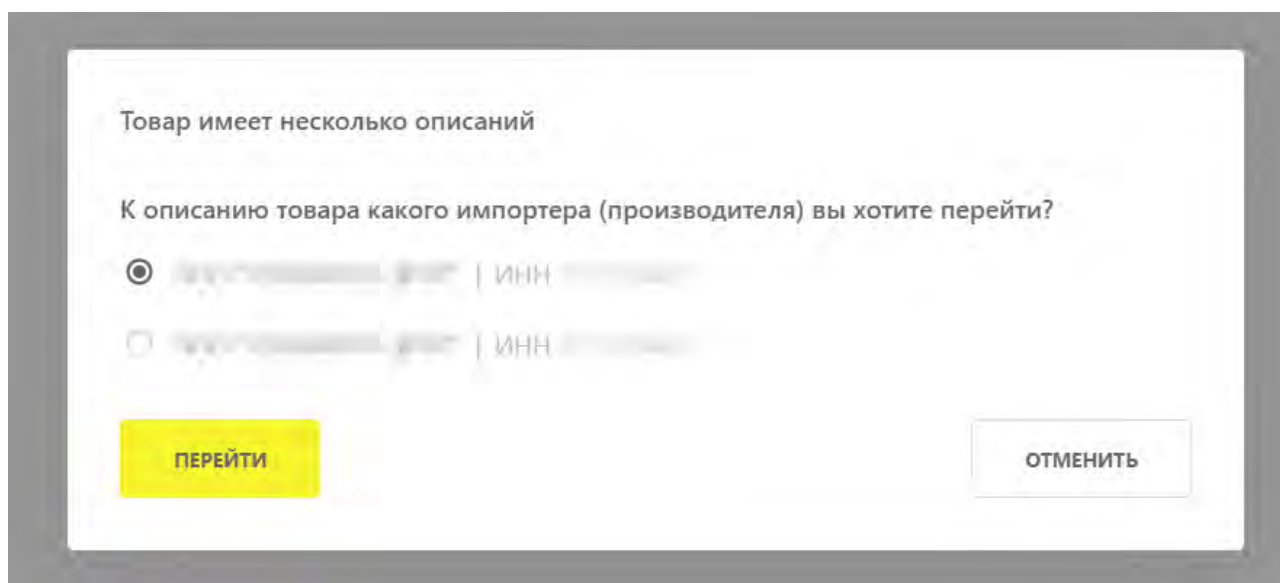 Товар имеет несколько описаний
К описанию товара какого импортера (производителя) вы хотите перейти?
| ИНН
| ИНН
ПЕРЕЙТИ
ОТМЕНИТЬ